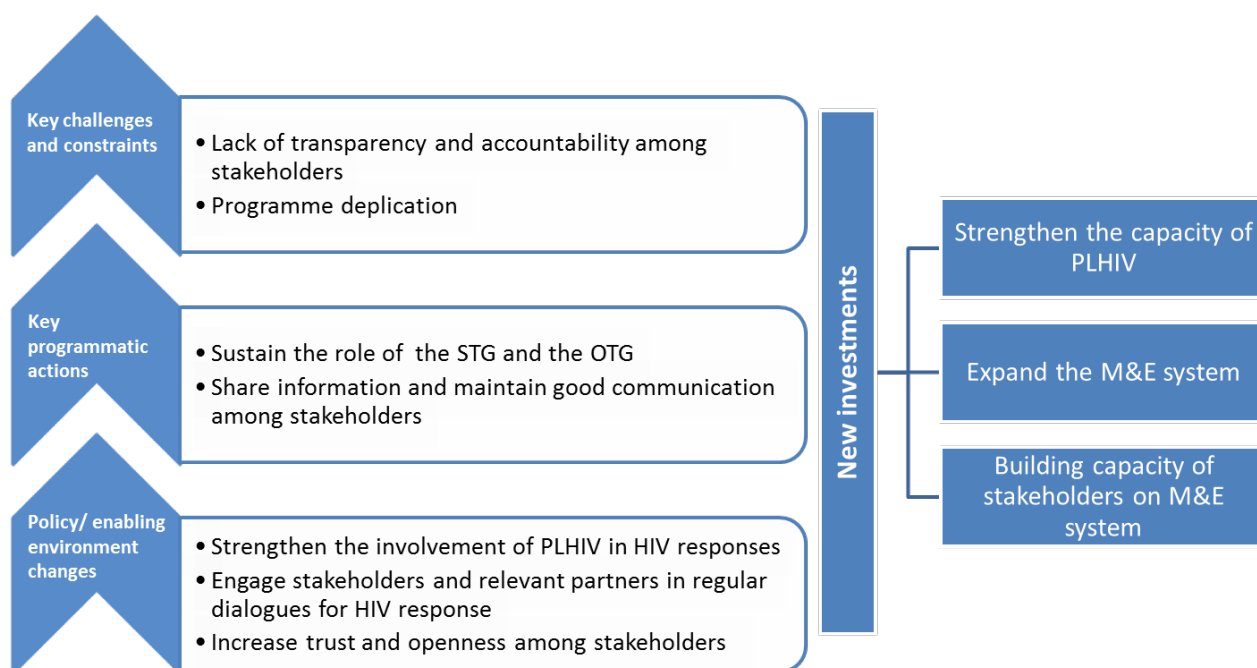 Key challenges
and constraints
• Lack of transparency and accountability among
stakeholders
• Programme deplication
Key
programmatic
actions
• Sustain the role of the STG and the OTG
• Share information and maintain good communication
among stakeholders
Policy/ enabling
environment
changes
• Strengthen the involvement of PLHIV in HIV responses
• Engage stakeholders and relevant partners in regular
dialogues for HIV response
• Increase trust and openness among stakeholders
New investments
Strengthen the capacity of
PLHIV
Expand the M&E system
Building capacity of
stakeholders on M&E
system